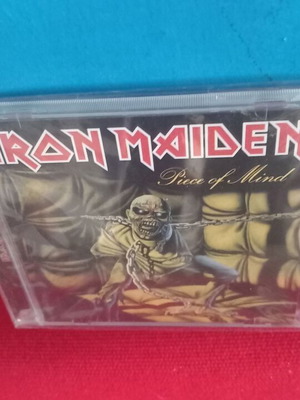 IRON MAIDEN
Piece of Mind